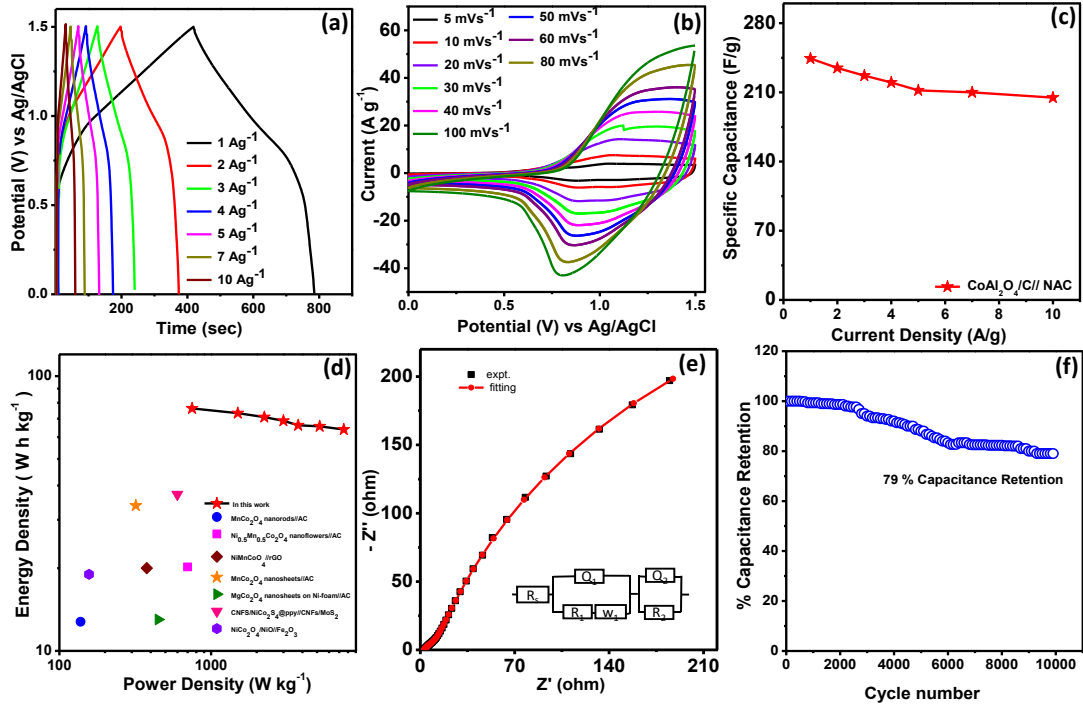 (a)
1.5
1.0
0.5
0.0
Potential (V) vs Ag/AgCl
1 Ag⁻¹
2 Ag⁻¹
3 Ag⁻¹
4 Ag⁻¹
5 Ag⁻¹
7 Ag⁻¹
10 Ag⁻¹
0 200 400 600 800
Time (sec)
(b)
60
40
20
0
-20
-40
Current (A g⁻¹)
5 mVs⁻¹
10 mVs⁻¹
20 mVs⁻¹
30 mVs⁻¹
40 mVs⁻¹
100 mVs⁻¹
50 mVs⁻¹
60 mVs⁻¹
80 mVs⁻¹
0.0 0.5 1.0 1.5
Potential (V) vs Ag/AgCl
(c)
280
210
140
70
0
Specific Capacitance (F/g)
CoAl₂O₄/C// NAC
0 2 4 6 8 10
Current Density (A/g)
(d)
100
10
Energy Density ( W h kg⁻¹)
In this work
MnCo₂O₄ nanorods//AC
Ni₀.₅Mn₀.₅Co₂O₄ nanoflowers//AC
NiMnCoO₄//rGO
MnCo₂O₄ nanosheets//AC
MgCo₂O₄ nanosheets on Ni-foam//AC
CNFS/NiCo₂S₄@ppy//CNFs/MoS₂
NiCo₂O₄/NiO//Fe₂O₃
100 1000
Power Density (W kg⁻¹)
(e)
200
150
100
50
0
- Z'' (ohm)
expt.
fitting
Rₛ
Q₁
R₁
w₁
Q₂
R₂
0 70 140 210
Z' (ohm)
(f)
120
100
80
60
40
20
0
% Capacitance Retention
79 % Capacitance Retention
0 2000 4000 6000 8000 10000
Cycle number